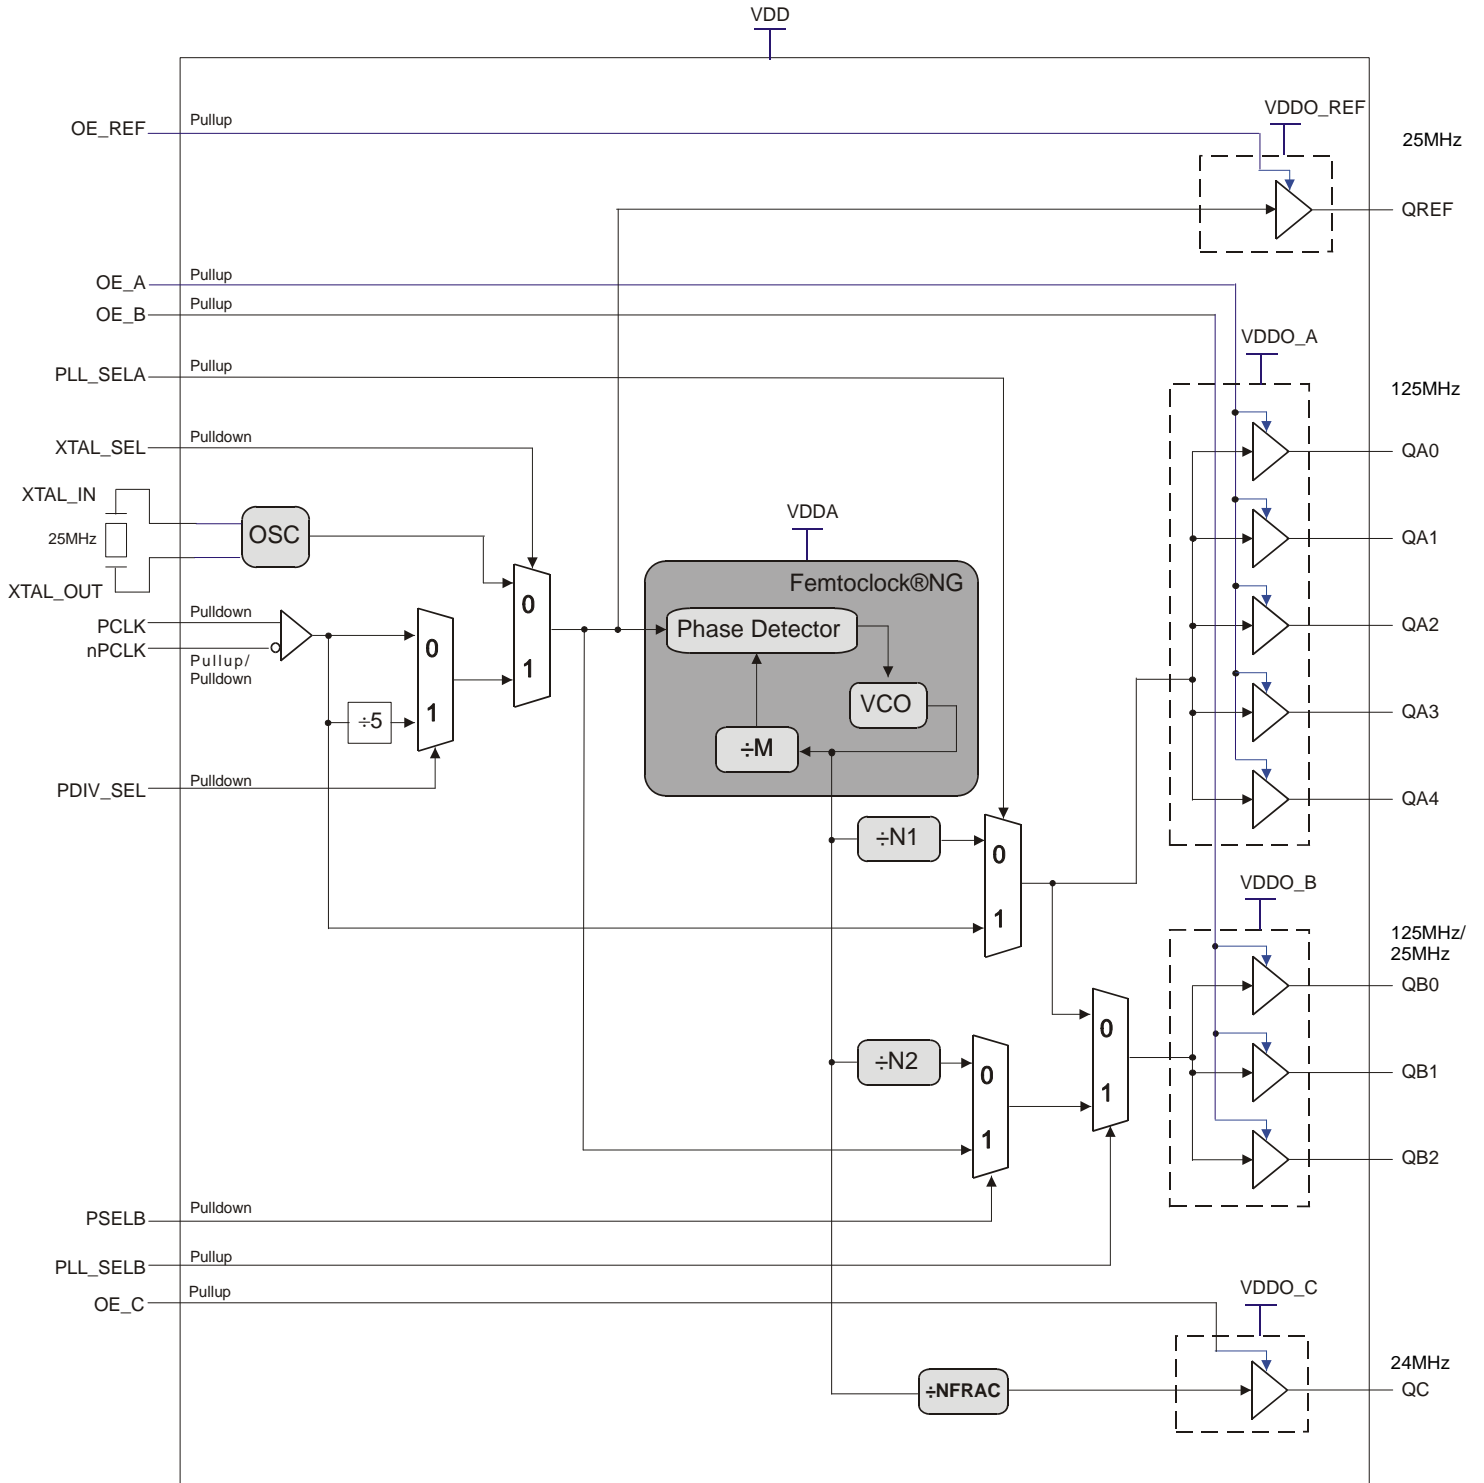 VDD
OE_REF
Pullup
VDDO_REF
25MHz
QREF
OE_A
Pullup
OE_B
Pullup
VDDO_A
PLL_SELA
Pullup
125MHz
XTAL_SEL
Pulldown
QA0
XTAL_IN
25MHz
XTAL_OUT
OSC
VDDA
QA1
Femtoclock®NG
0
1
PCLK
Pulldown
nPCLK
Pullup/
Pulldown
0
1
÷5
Phase Detector
VCO
÷M
QA2
QA3
PDIV_SEL
Pulldown
QA4
÷N1
0
1
VDDO_B
125MHz/
25MHz
QB0
÷N2
0
1
0
1
QB1
QB2
PSELB
Pulldown
PLL_SELB
Pullup
OE_C
Pullup
VDDO_C
24MHz
÷NFRAC
QC